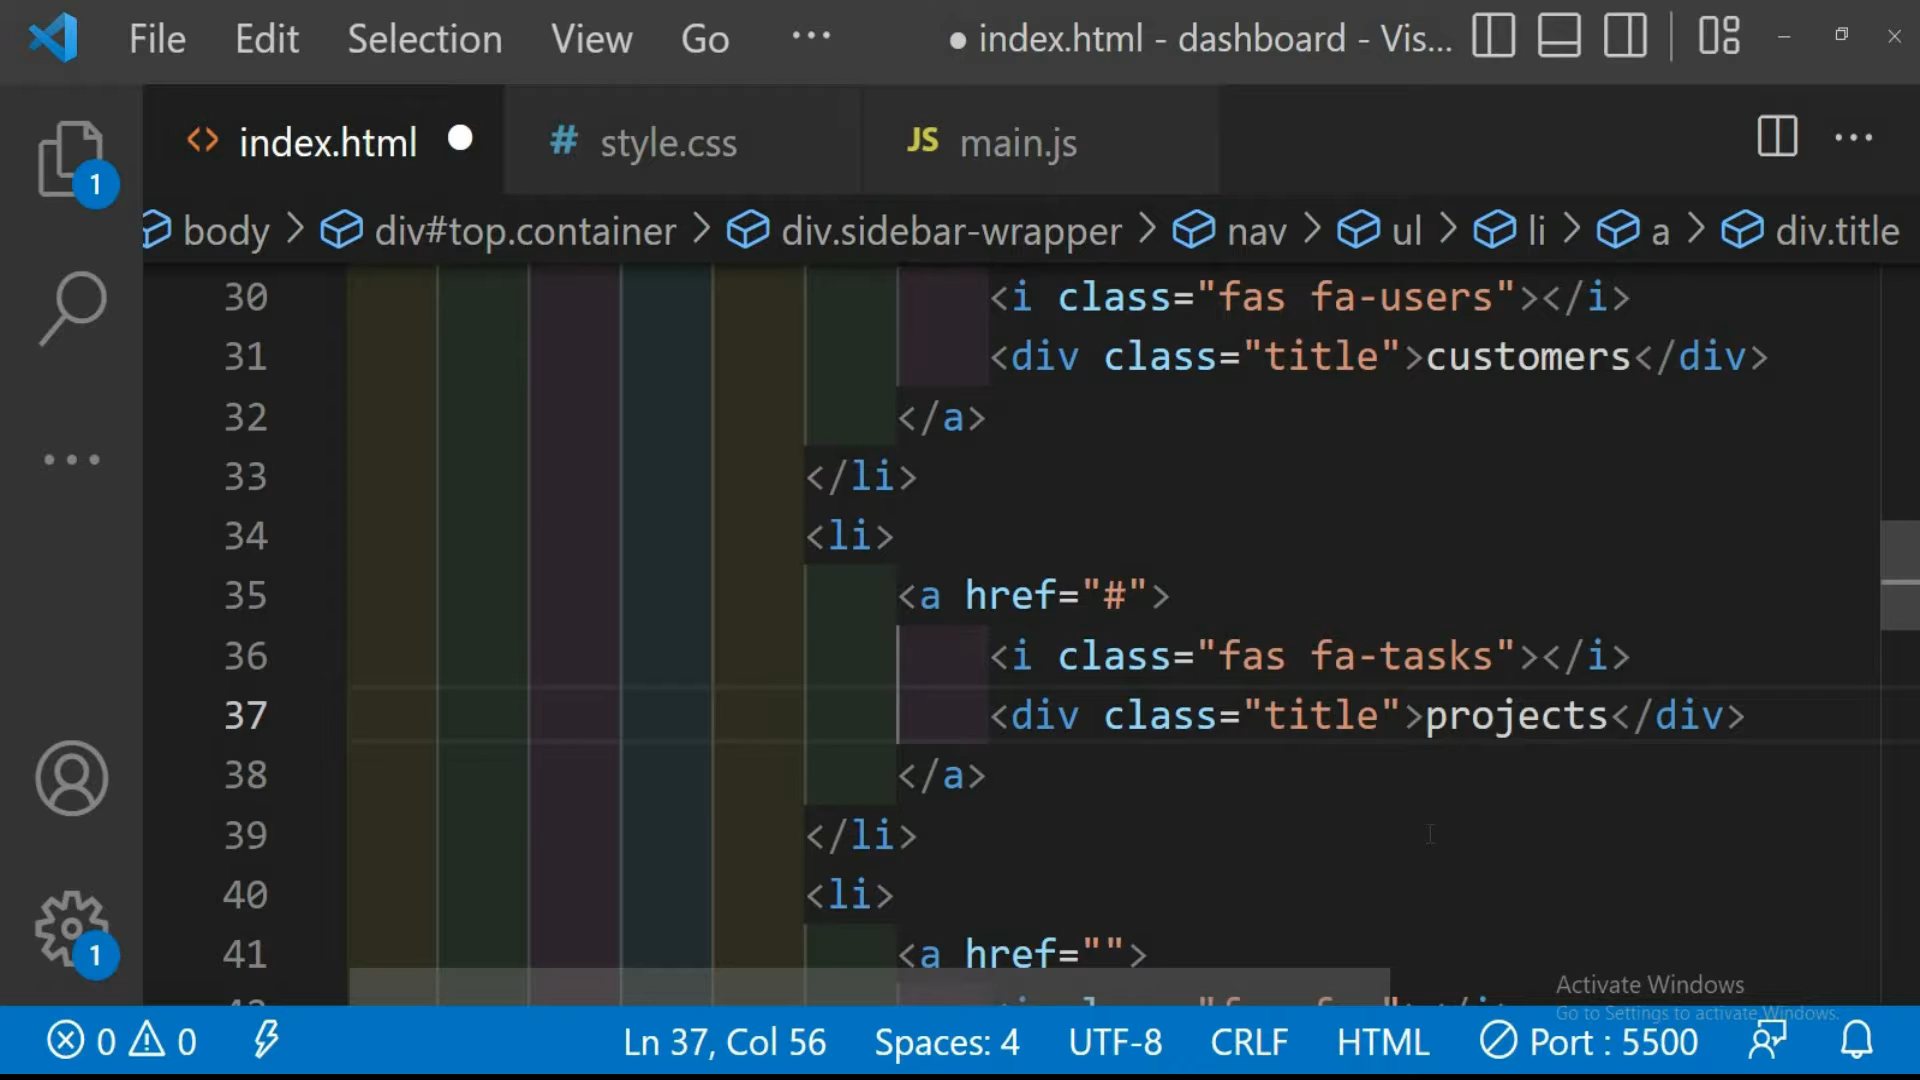 File Edit Selection View Go ··· ● index.html - dashboard - Vis...
index.html ● # style.css JS main.js
body > div#top.container > div.sidebar-wrapper > nav > ul > li > a > div.title
30 <i class="fas fa-users"></i>
31 <div class="title">customers</div>
32 </a>
33 </li>
34 <li>
35 <a href="#">
36 <i class="fas fa-tasks"></i>
37 <div class="title">projects</div>
38 </a>
39 </li>
40 <li>
41 <a href="">
1
1
Activate Windows
Go to Settings to activate Windows.
0 0 Ln 37, Col 56 Spaces: 4 UTF-8 CRLF HTML Port : 5500